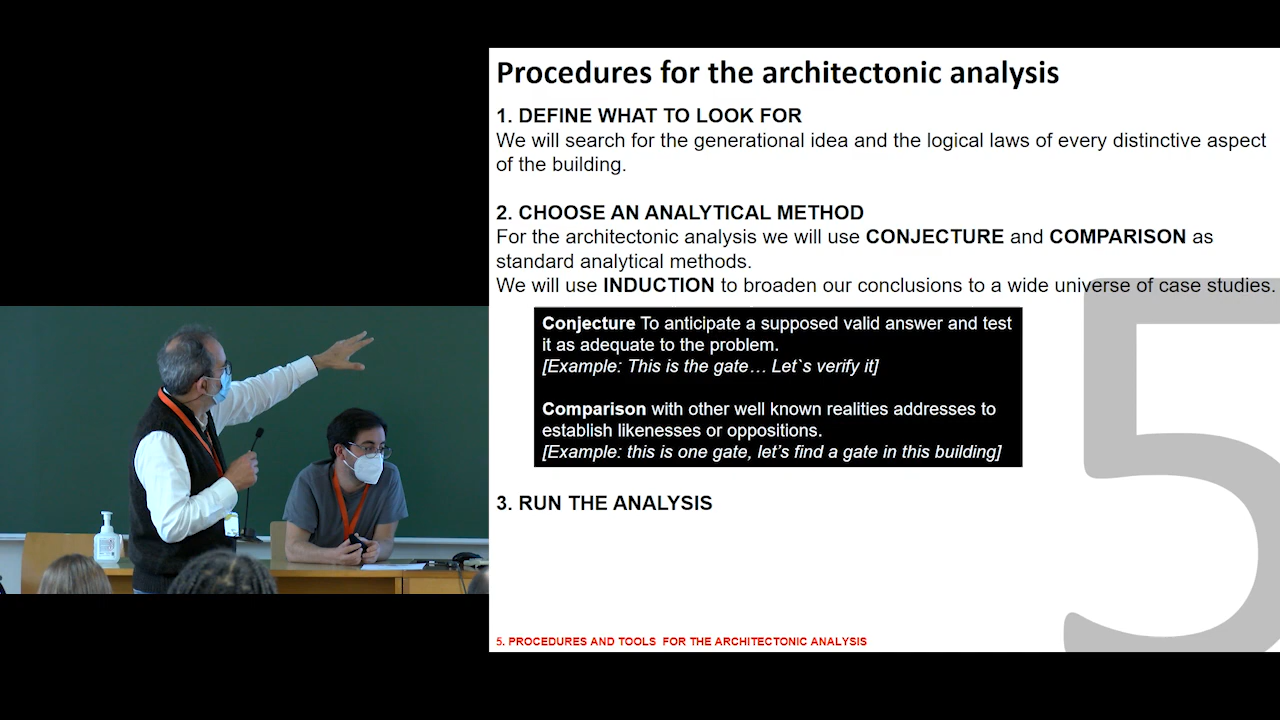 Procedures for the architectonic analysis
1. DEFINE WHAT TO LOOK FOR
We will search for the generational idea and the logical laws of every distinctive aspect
of the building.
2. CHOOSE AN ANALYTICAL METHOD
For the architectonic analysis we will use CONJECTURE and COMPARISON as
standard analytical methods.
We will use INDUCTION to broaden our conclusions to a wide universe of case studies.
Conjecture To anticipate a supposed valid answer and test
it as adequate to the problem.
[Example: This is the gate… Let`s verify it]
Comparison with other well known realities addresses to
establish likenesses or oppositions.
[Example: this is one gate, let’s find a gate in this building]
3. RUN THE ANALYSIS
5. PROCEDURES AND TOOLS FOR THE ARCHITECTONIC ANALYSIS
5